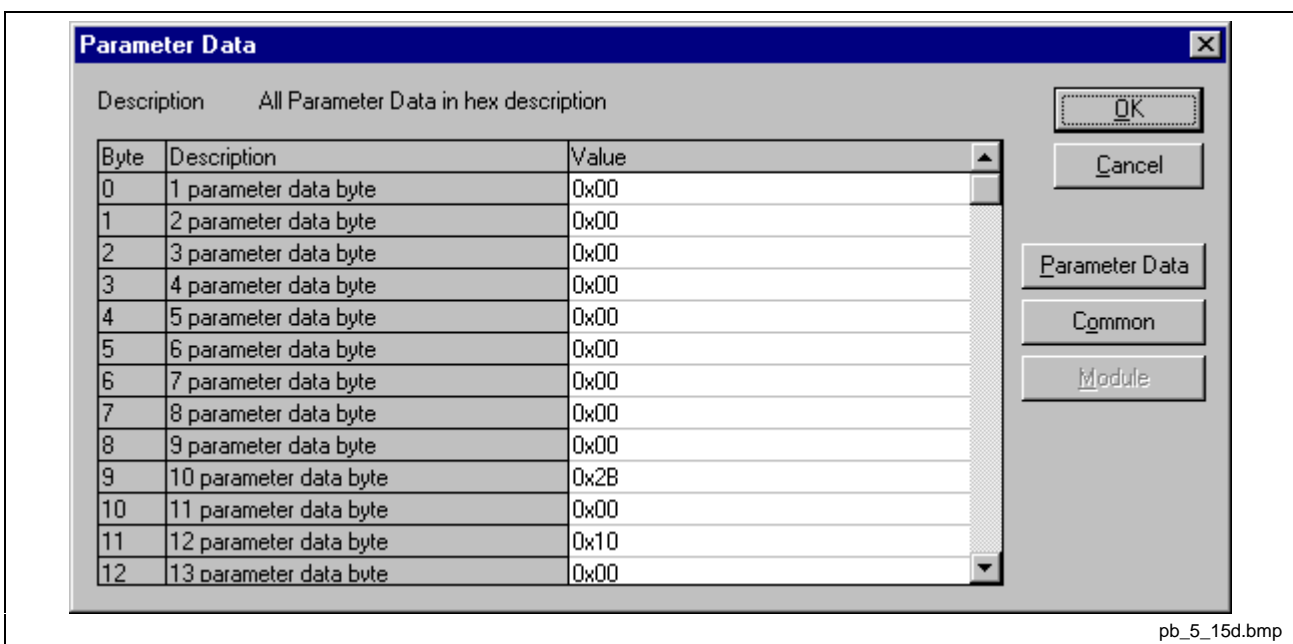 Parameter Data
Description All Parameter Data in hex description
OK
Cancel
Byte Description Value
0 1 parameter data byte 0x00
1 2 parameter data byte 0x00
2 3 parameter data byte 0x00
3 4 parameter data byte 0x00
4 5 parameter data byte 0x00
5 6 parameter data byte 0x00
6 7 parameter data byte 0x00
7 8 parameter data byte 0x00
8 9 parameter data byte 0x00
9 10 parameter data byte 0x2B
10 11 parameter data byte 0x00
11 12 parameter data byte 0x10
12 13 parameter data byte 0x00
Parameter Data
Common
Module
pb_5_15d.bmp